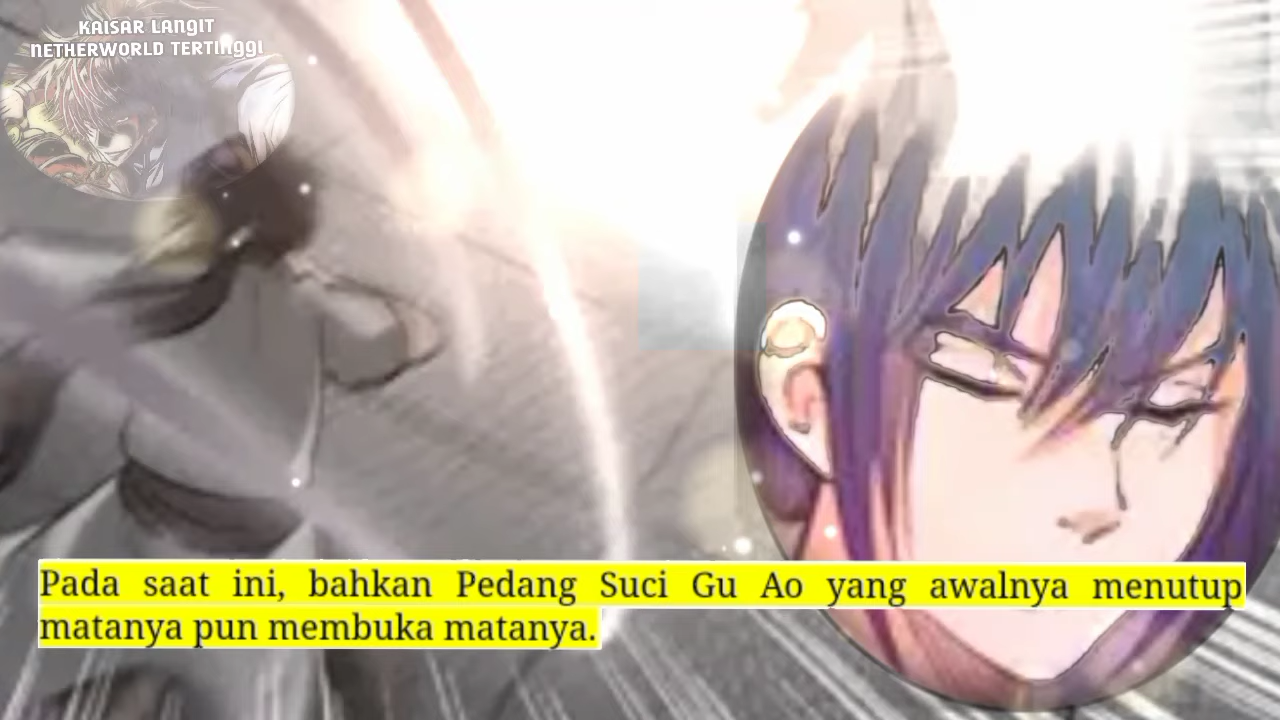 KAISAR LANGIT
NETHERWORLD TERTINGGI
Pada saat ini, bahkan Pedang Suci Gu Ao yang awalnya menutup
matanya pun membuka matanya.